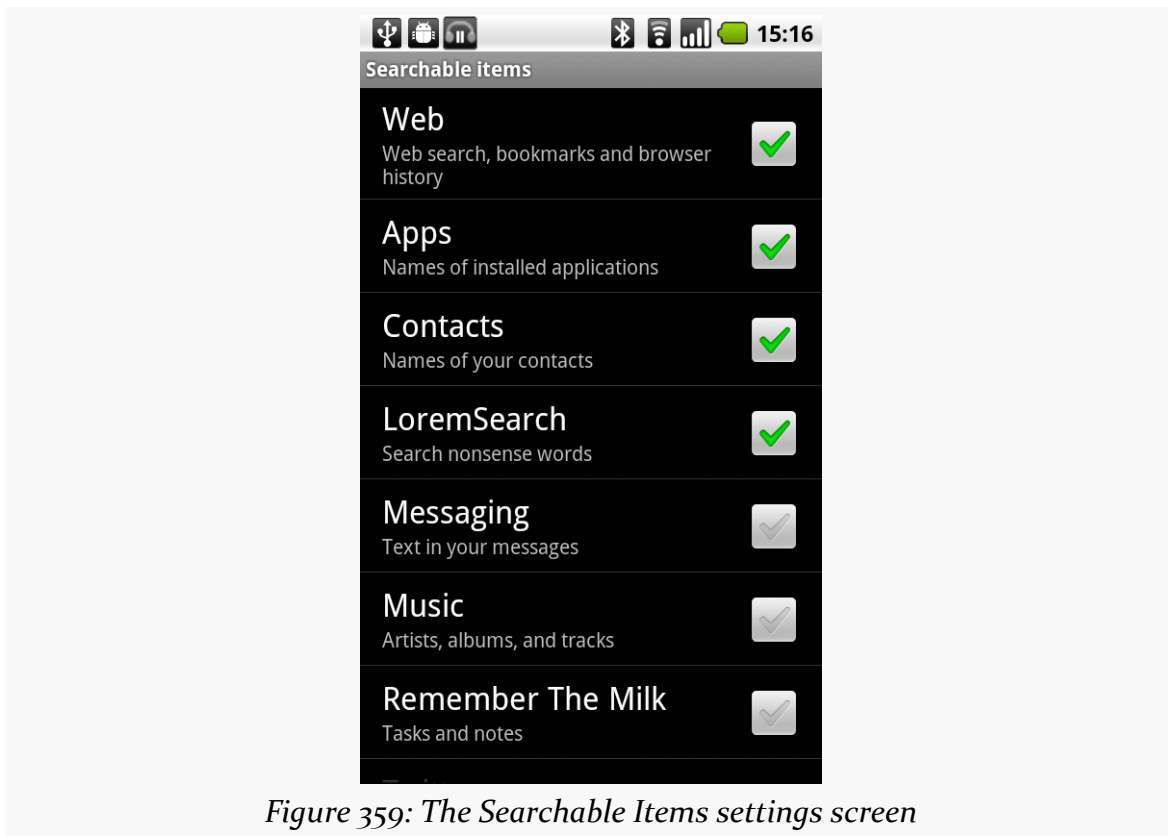 15:16
Searchable items
Web
Web search, bookmarks and browser
history
Apps
Names of installed applications
Contacts
Names of your contacts
LoremSearch
Search nonsense words
Messaging
Text in your messages
Music
Artists, albums, and tracks
Remember The Milk
Tasks and notes
Figure 359: The Searchable Items settings screen